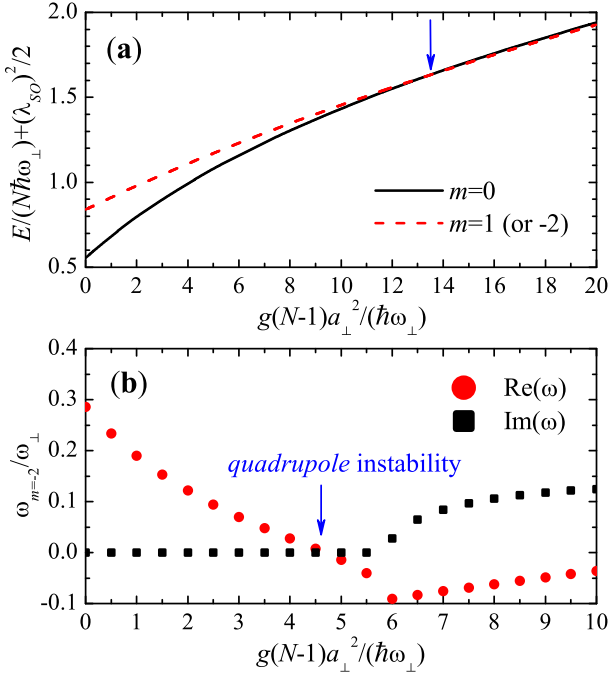 (a)
E/(Nħω⊥)+(λSO)²/2
2.0
1.5
1.0
0.5
m=0
m=1 (or -2)
0 2 4 6 8 10 12 14 16 18 20
g(N-1)a⊥²/(ħω⊥)
(b)
ωm=-2/ω⊥
0.4
0.3
0.2
0.1
0.0
-0.1
Re(ω)
Im(ω)
quadrupole instability
0 1 2 3 4 5 6 7 8 9 10
g(N-1)a⊥²/(ħω⊥)